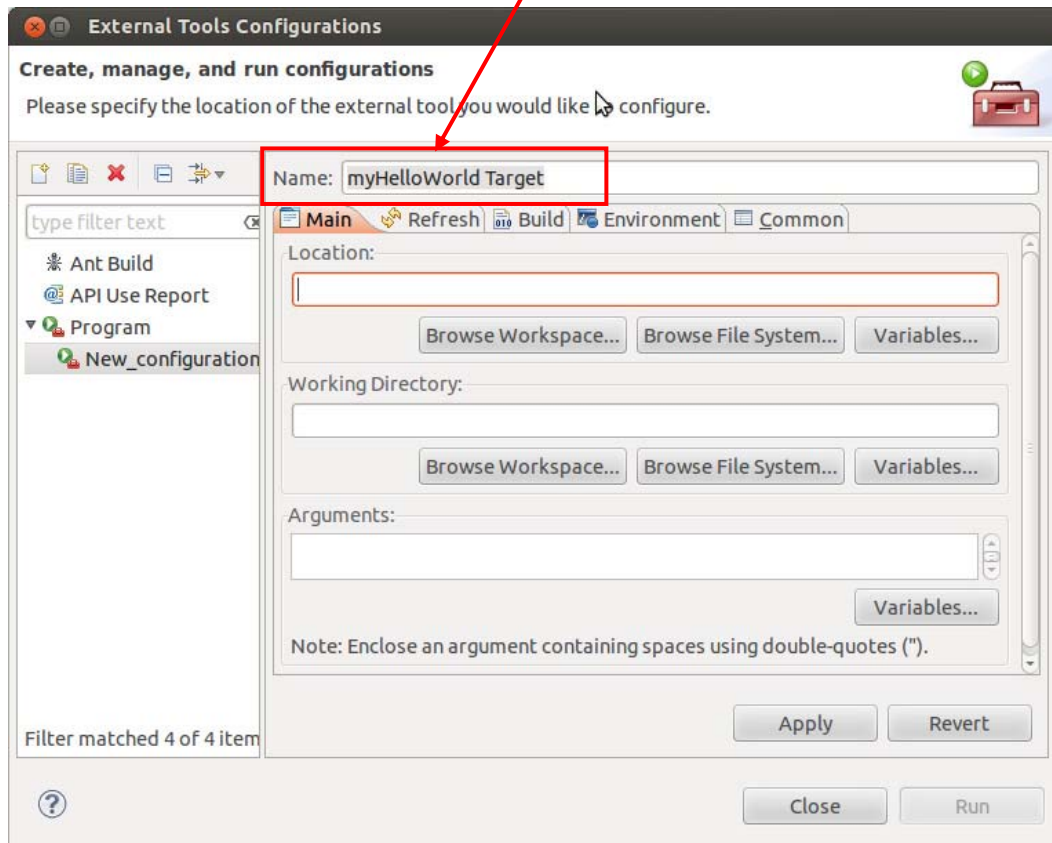 External Tools Configurations
Create, manage, and run configurations
Please specify the location of the external tool you would like configure.
Name: myHelloWorld Target
type filter text
Ant Build
API Use Report
Program
New_configuration
Filter matched 4 of 4 item
Main Refresh Build Environment Common
Location:
Browse Workspace... Browse File System... Variables...
Working Directory:
Browse Workspace... Browse File System... Variables...
Arguments:
Variables...
Note: Enclose an argument containing spaces using double-quotes (").
Apply Revert
Close Run